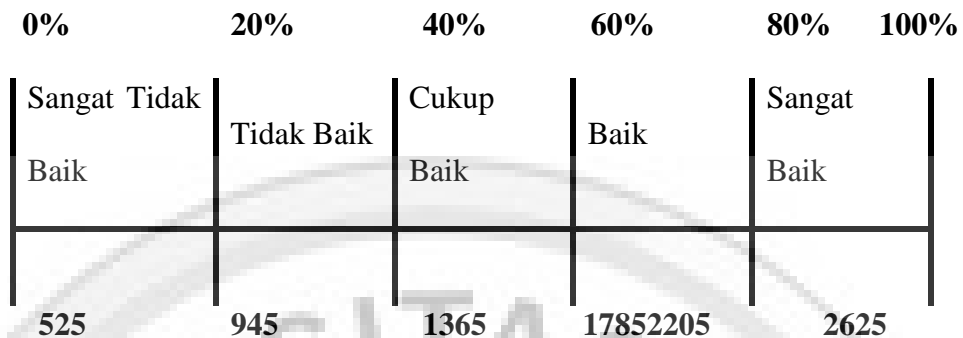 0% 20% 40% 60% 80% 100%
Sangat Tidak Cukup Sangat
Tidak Baik Baik
Baik Baik Baik
525 945 1365 17852205 2625